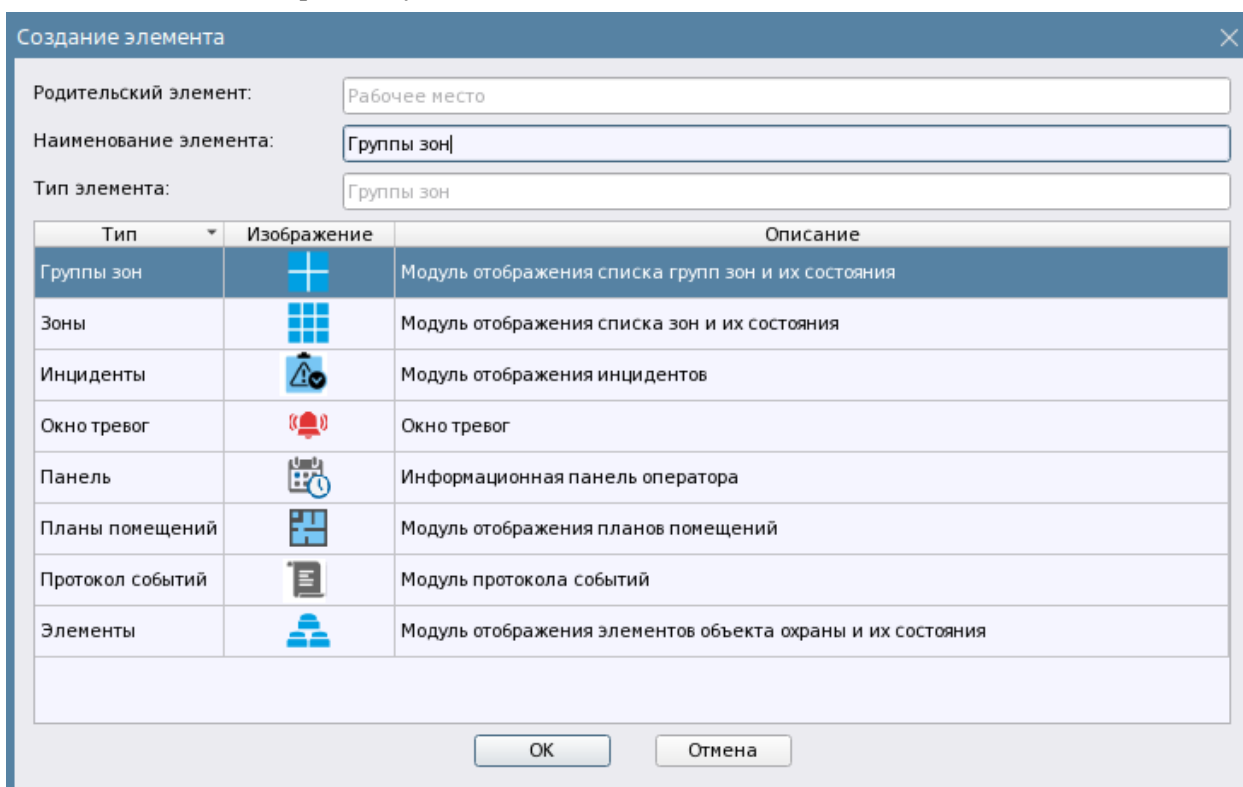 Создание элемента
Родительский элемент: Рабочее место
Наименование элемента: Группы зон
Тип элемента: Группы зон
Тип Изображение Описание
Группы зон Модуль отображения списка групп зон и их состояния
Зоны Модуль отображения списка зон и их состояния
Инциденты Модуль отображения инцидентов
Окно тревог Окно тревог
Панель Информационная панель оператора
Планы помещений Модуль отображения планов помещений
Протокол событий Модуль протокола событий
Элементы Модуль отображения элементов объекта охраны и их состояния
OK Отмена